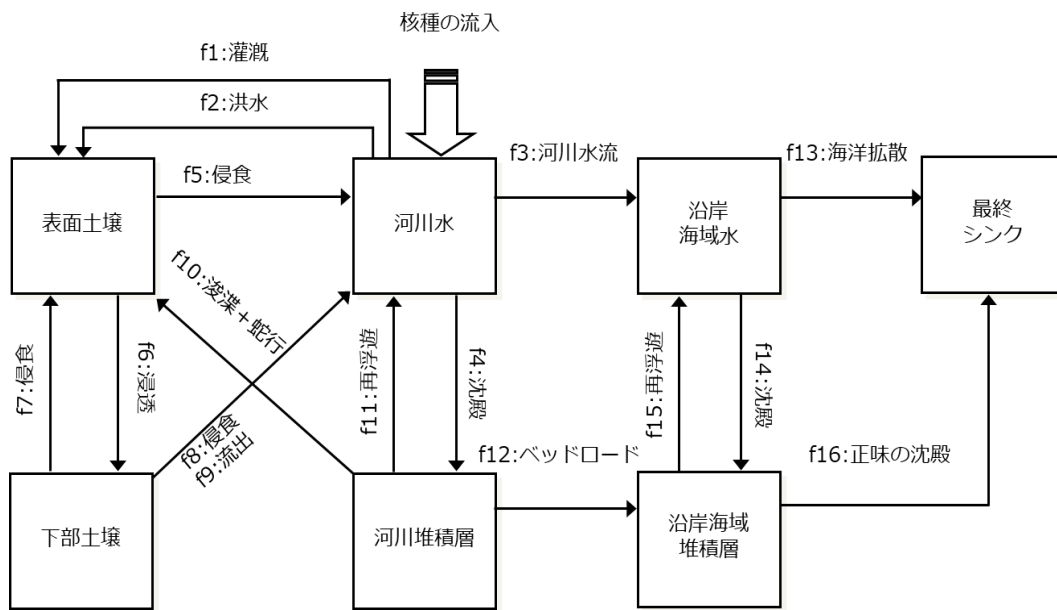 核種の流入
f1:灌漑
f2:洪水
f3:河川水流
f13:海洋拡散
f5:侵食
表面土壌
河川水
沿岸
海域水
最終
シンク
f10:浚渫＋蛇行
f7:侵食
f6:浸透
f11:再浮遊
f4:沈殿
f15:再浮遊
f14:沈殿
f8:侵食
f9:流出
f12:ベッドロード
f16:正味の沈殿
下部土壌
河川堆積層
沿岸海域
堆積層